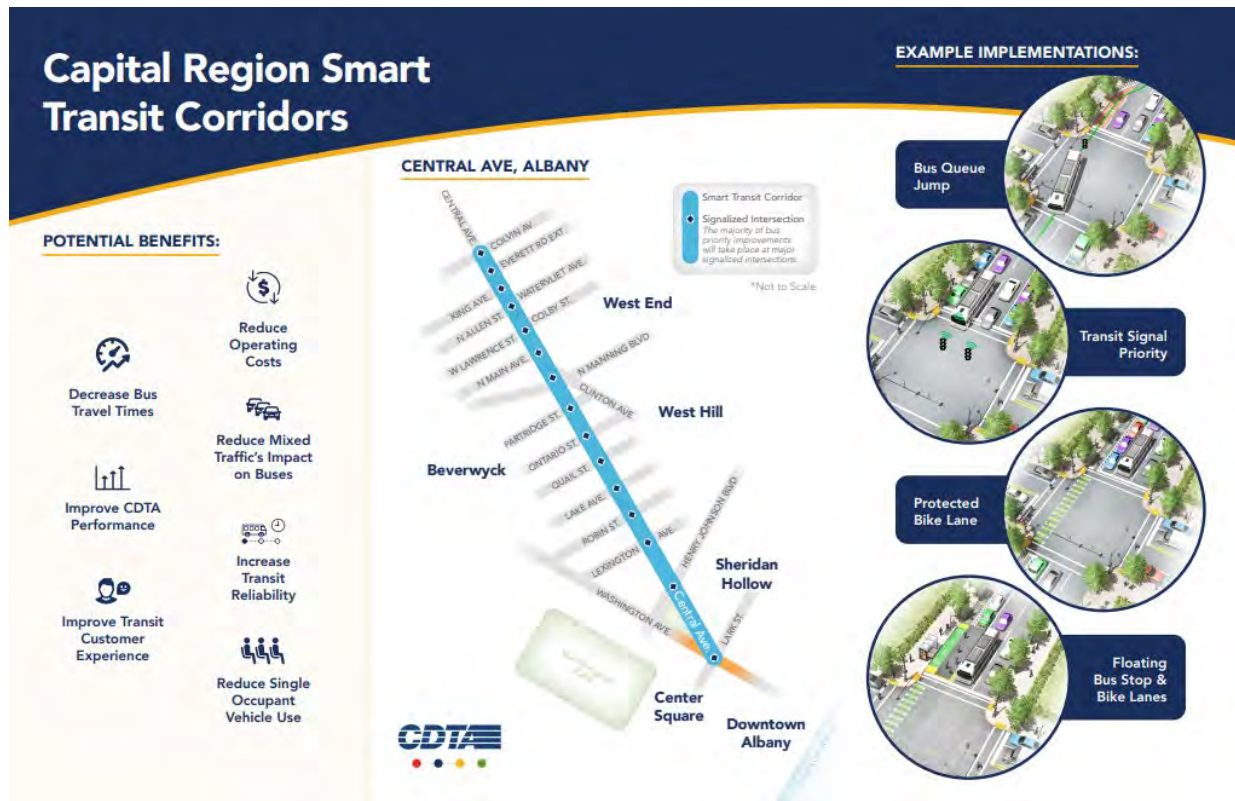 Capital Region Smart
Transit Corridors
POTENTIAL BENEFITS:
Decrease Bus
Travel Times
Improve CDTA
Performance
Improve Transit
Customer
Experience
Reduce
Operating
Costs
Reduce Mixed
Traffic's Impact
on Buses
Increase
Transit
Reliability
Reduce Single
Occupant
Vehicle Use
CENTRAL AVE, ALBANY
Smart Transit Corridor
Signalized Intersection
The majority of bus
priority improvements
will take place at major
signalized intersections.
*Not to Scale
CENTRAL AVE.
COLVIN AV.
EVERETT RD EXT.
KING AVE.
WATERVLIET AVE.
N ALLEN ST.
COLBY ST.
West End
W LAWRENCE ST.
N MAIN AVE.
N MANNING BLVD
CLINTON AVE.
West Hill
PARTRIDGE ST.
ONTARIO ST.
Beverwyck
QUAIL ST.
LAKE AVE.
ROBIN ST.
LEXINGTON AVE.
HENRY JOHNSON BLVD
Sheridan
Hollow
WASHINGTON AVE.
Central Ave.
LARK ST.
Center
Square
Downtown
Albany
CDTA
EXAMPLE IMPLEMENTATIONS:
Bus Queue
Jump
Transit Signal
Priority
Protected
Bike Lane
Floating
Bus Stop &
Bike Lanes